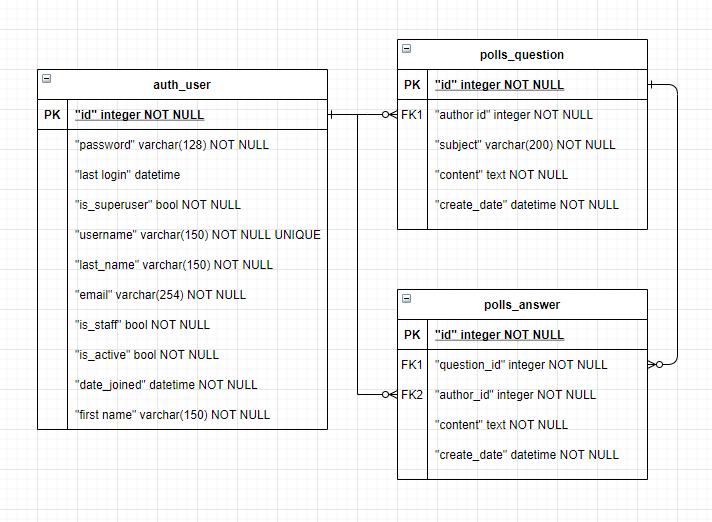 auth_user
PK "id" integer NOT NULL
"password" varchar(128) NOT NULL
"last login" datetime
"is_superuser" bool NOT NULL
"username" varchar(150) NOT NULL UNIQUE
"last_name" varchar(150) NOT NULL
"email" varchar(254) NOT NULL
"is_staff" bool NOT NULL
"is_active" bool NOT NULL
"date_joined" datetime NOT NULL
"first name" varchar(150) NOT NULL
polls_question
PK "id" integer NOT NULL
FK1 "author id" integer NOT NULL
"subject" varchar(200) NOT NULL
"content" text NOT NULL
"create_date" datetime NOT NULL
polls_answer
PK "id" integer NOT NULL
FK1 "question_id" integer NOT NULL
FK2 "author_id" integer NOT NULL
"content" text NOT NULL
"create_date" datetime NOT NULL